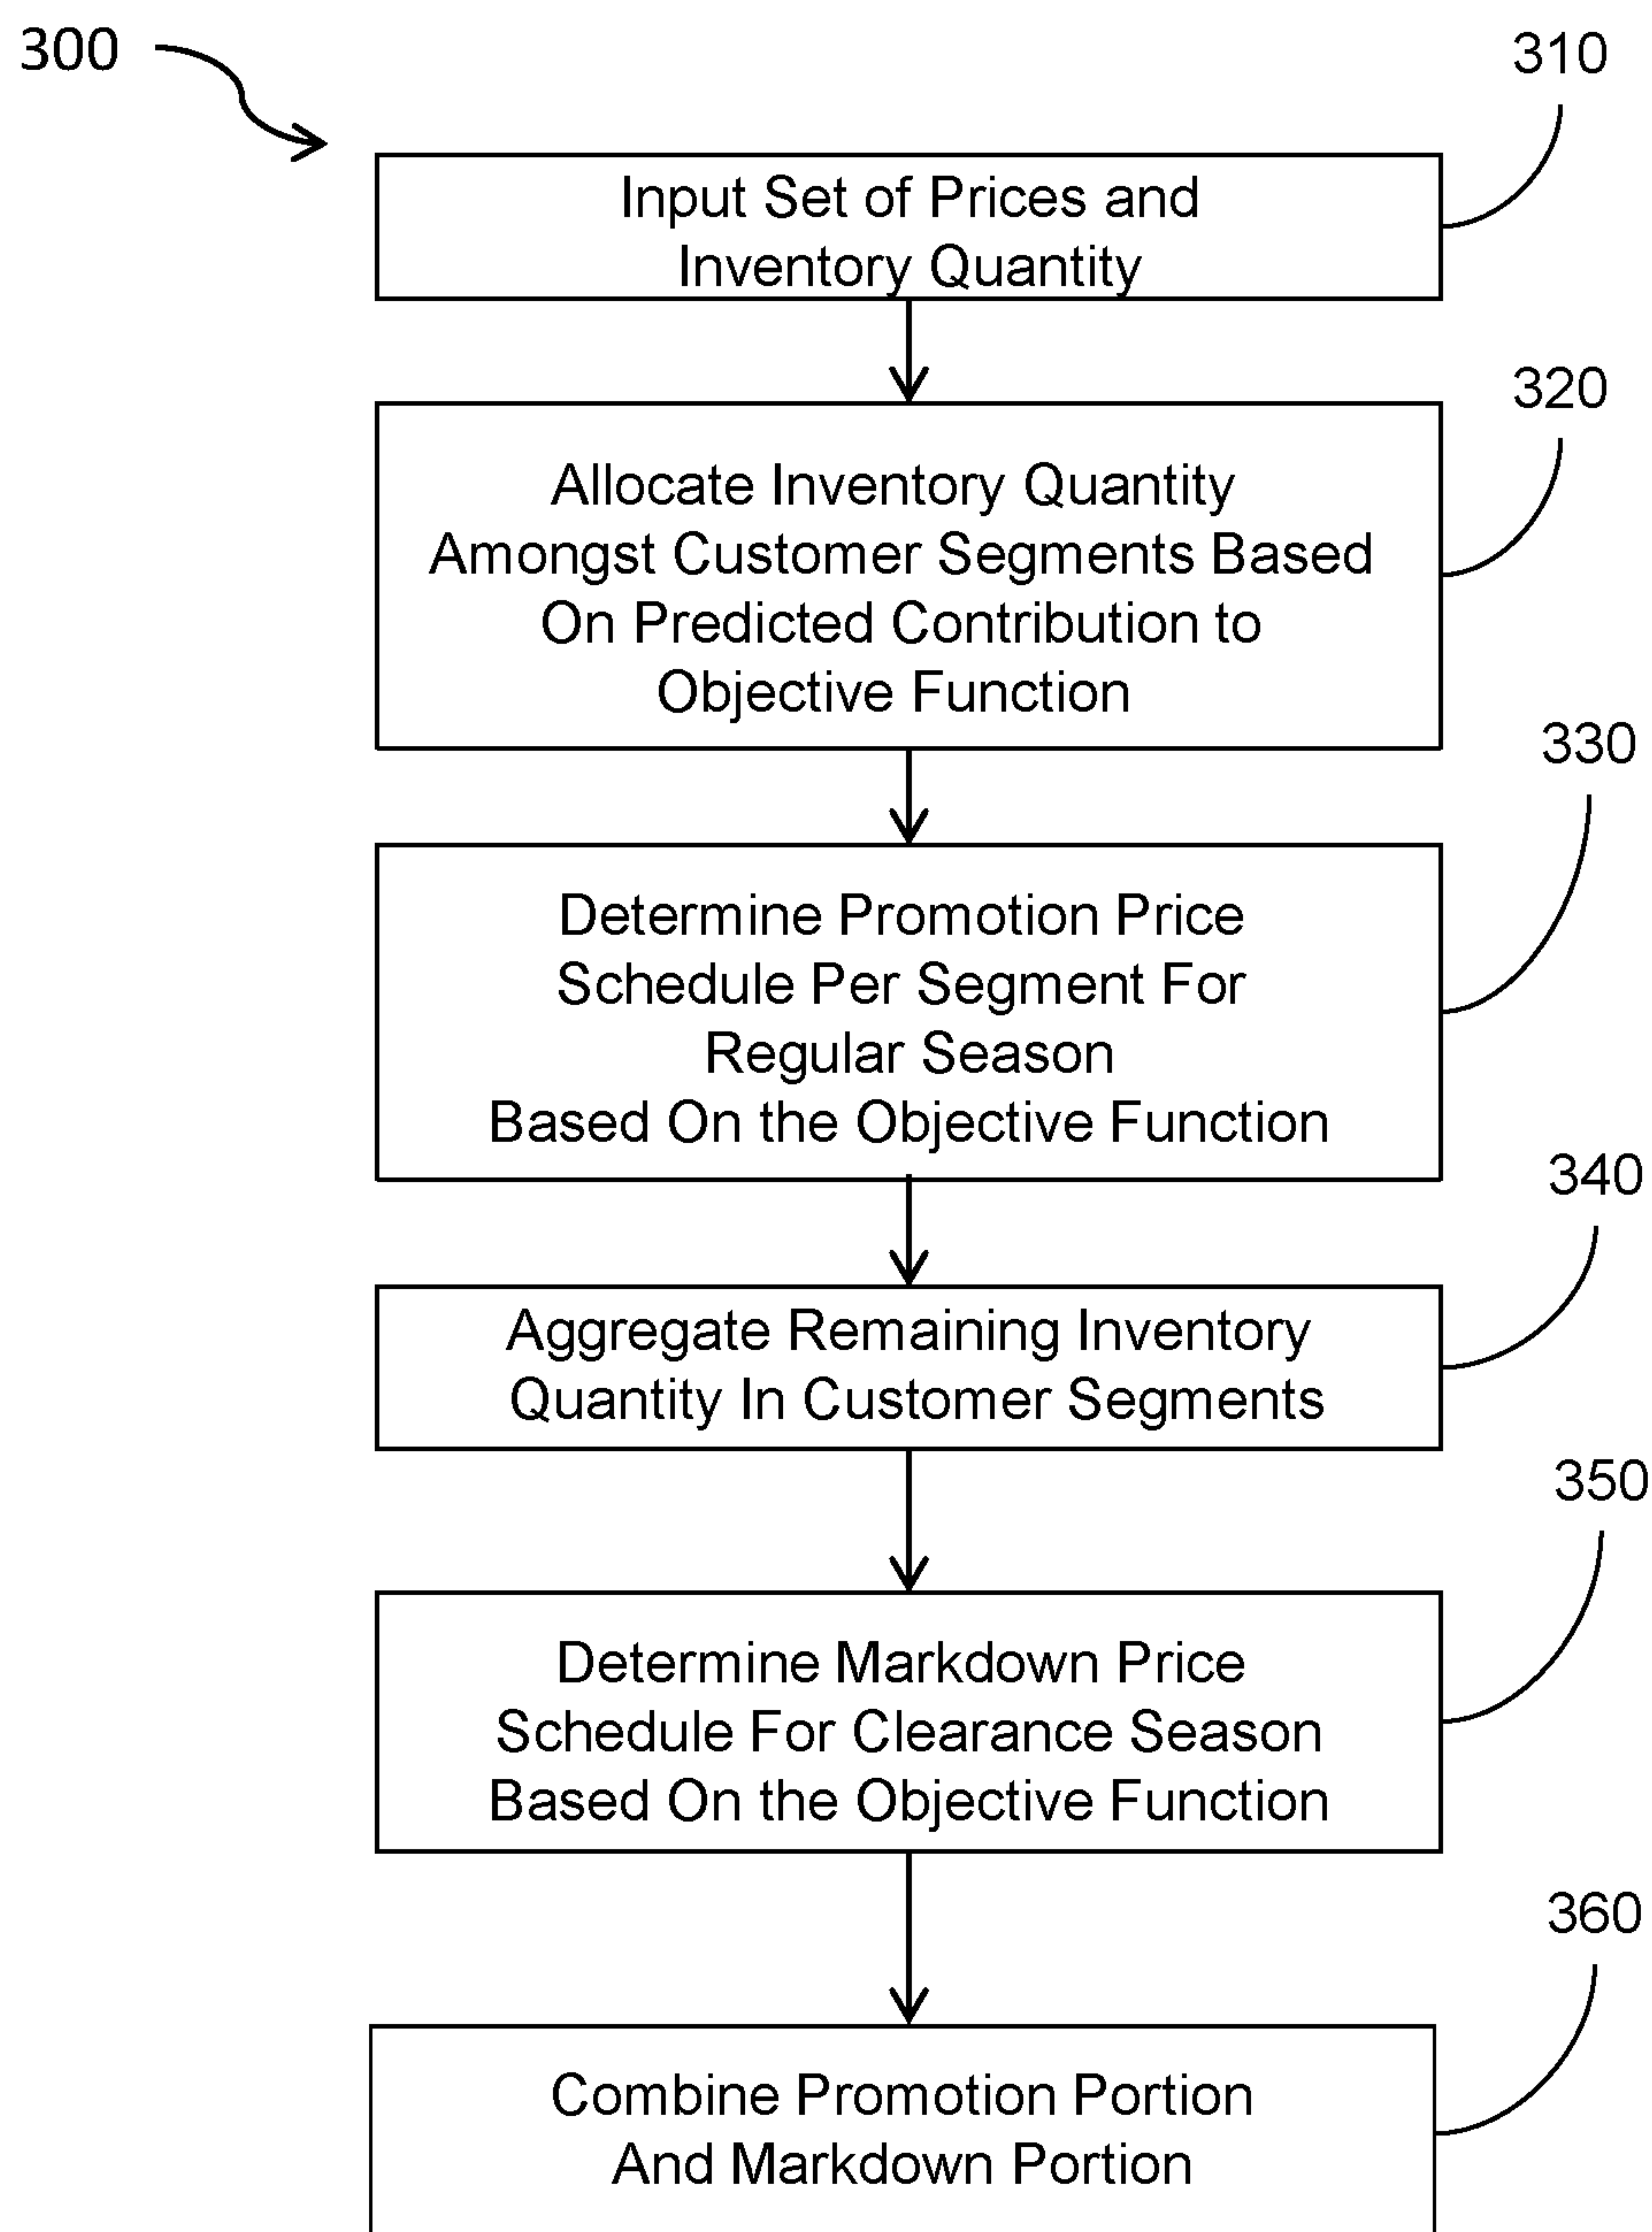 300
310
Input Set of Prices and
Inventory Quantity
320
Allocate Inventory Quantity
Amongst Customer Segments Based
On Predicted Contribution to
Objective Function
330
Determine Promotion Price
Schedule Per Segment For
Regular Season
Based On the Objective Function
340
Aggregate Remaining Inventory
Quantity In Customer Segments
350
Determine Markdown Price
Schedule For Clearance Season
Based On the Objective Function
360
Combine Promotion Portion
And Markdown Portion